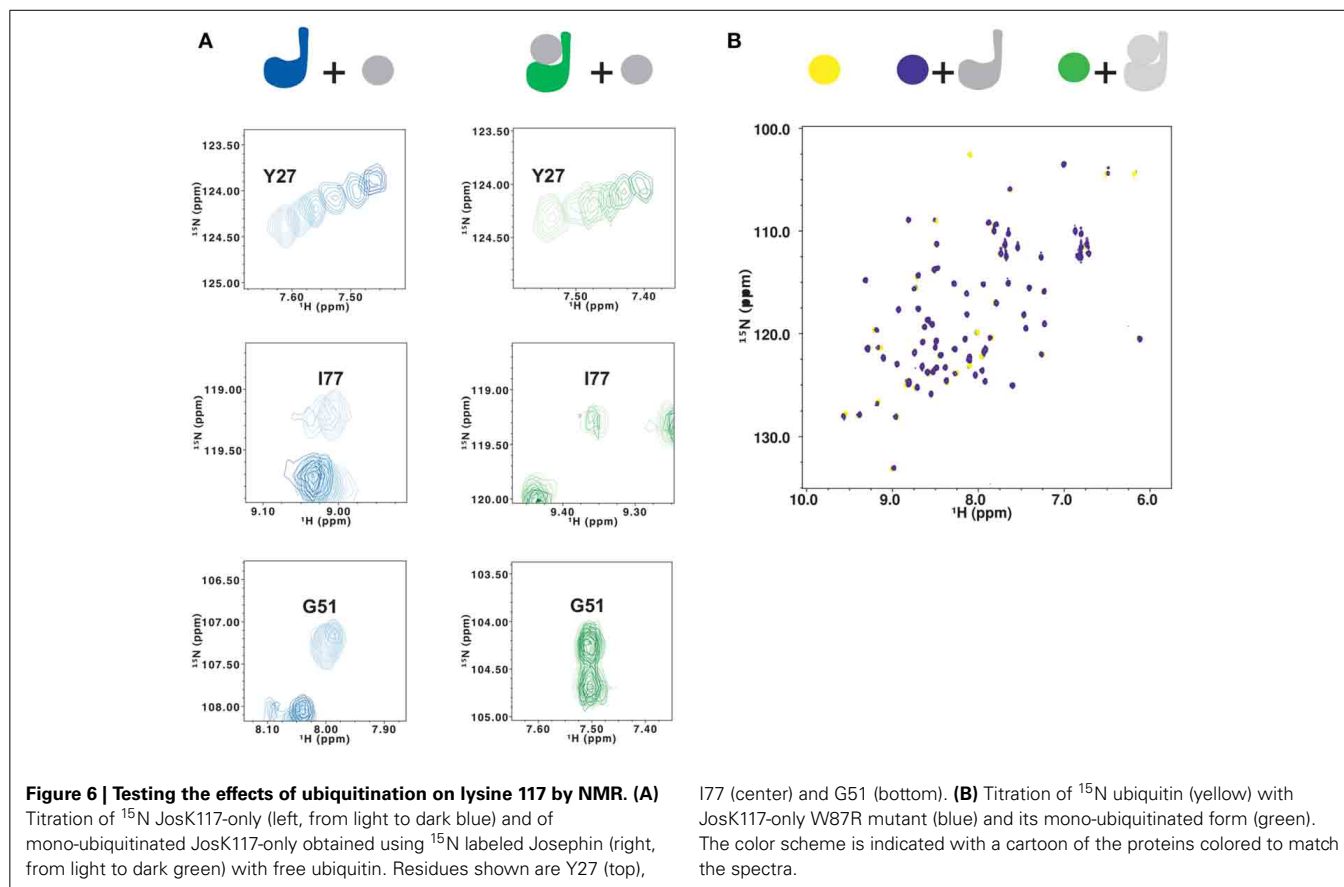 A
B
+
+
+
+
Y27
123.50
124.00
124.50
125.00
15N (ppm)
7.60 7.50
1H (ppm)
Y27
123.50
124.00
124.50
15N (ppm)
7.50 7.40
1H (ppm)
I77
119.00
119.50
15N (ppm)
9.10 9.00
1H (ppm)
I77
119.00
119.50
120.00
15N (ppm)
9.40 9.30
1H (ppm)
G51
106.50
107.00
107.50
108.00
15N (ppm)
8.10 8.00 7.90
1H (ppm)
G51
103.50
104.00
104.50
105.00
15N (ppm)
7.60 7.50 7.40
1H (ppm)
100.0
110.0
120.0
130.0
15N (ppm)
10.0 9.0 8.0 7.0 6.0
1H (ppm)
Figure 6 | Testing the effects of ubiquitination on lysine 117 by NMR. (A)
Titration of 15N JosK117-only (left, from light to dark blue) and of
mono-ubiquitinated JosK117-only obtained using 15N labeled Josephin (right,
from light to dark green) with free ubiquitin. Residues shown are Y27 (top),
I77 (center) and G51 (bottom). (B) Titration of 15N ubiquitin (yellow) with
JosK117-only W87R mutant (blue) and its mono-ubiquitinated form (green).
The color scheme is indicated with a cartoon of the proteins colored to match
the spectra.